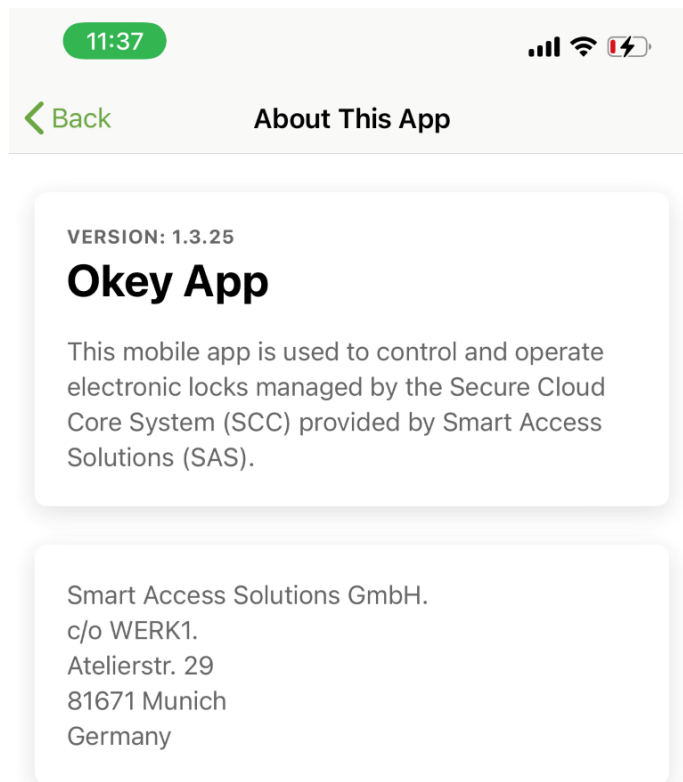 11:37
Back
About This App
VERSION: 1.3.25
Okey App
This mobile app is used to control and operate
electronic locks managed by the Secure Cloud
Core System (SCC) provided by Smart Access
Solutions (SAS).
Smart Access Solutions GmbH.
c/o WERK1.
Atelierstr. 29
81671 Munich
Germany